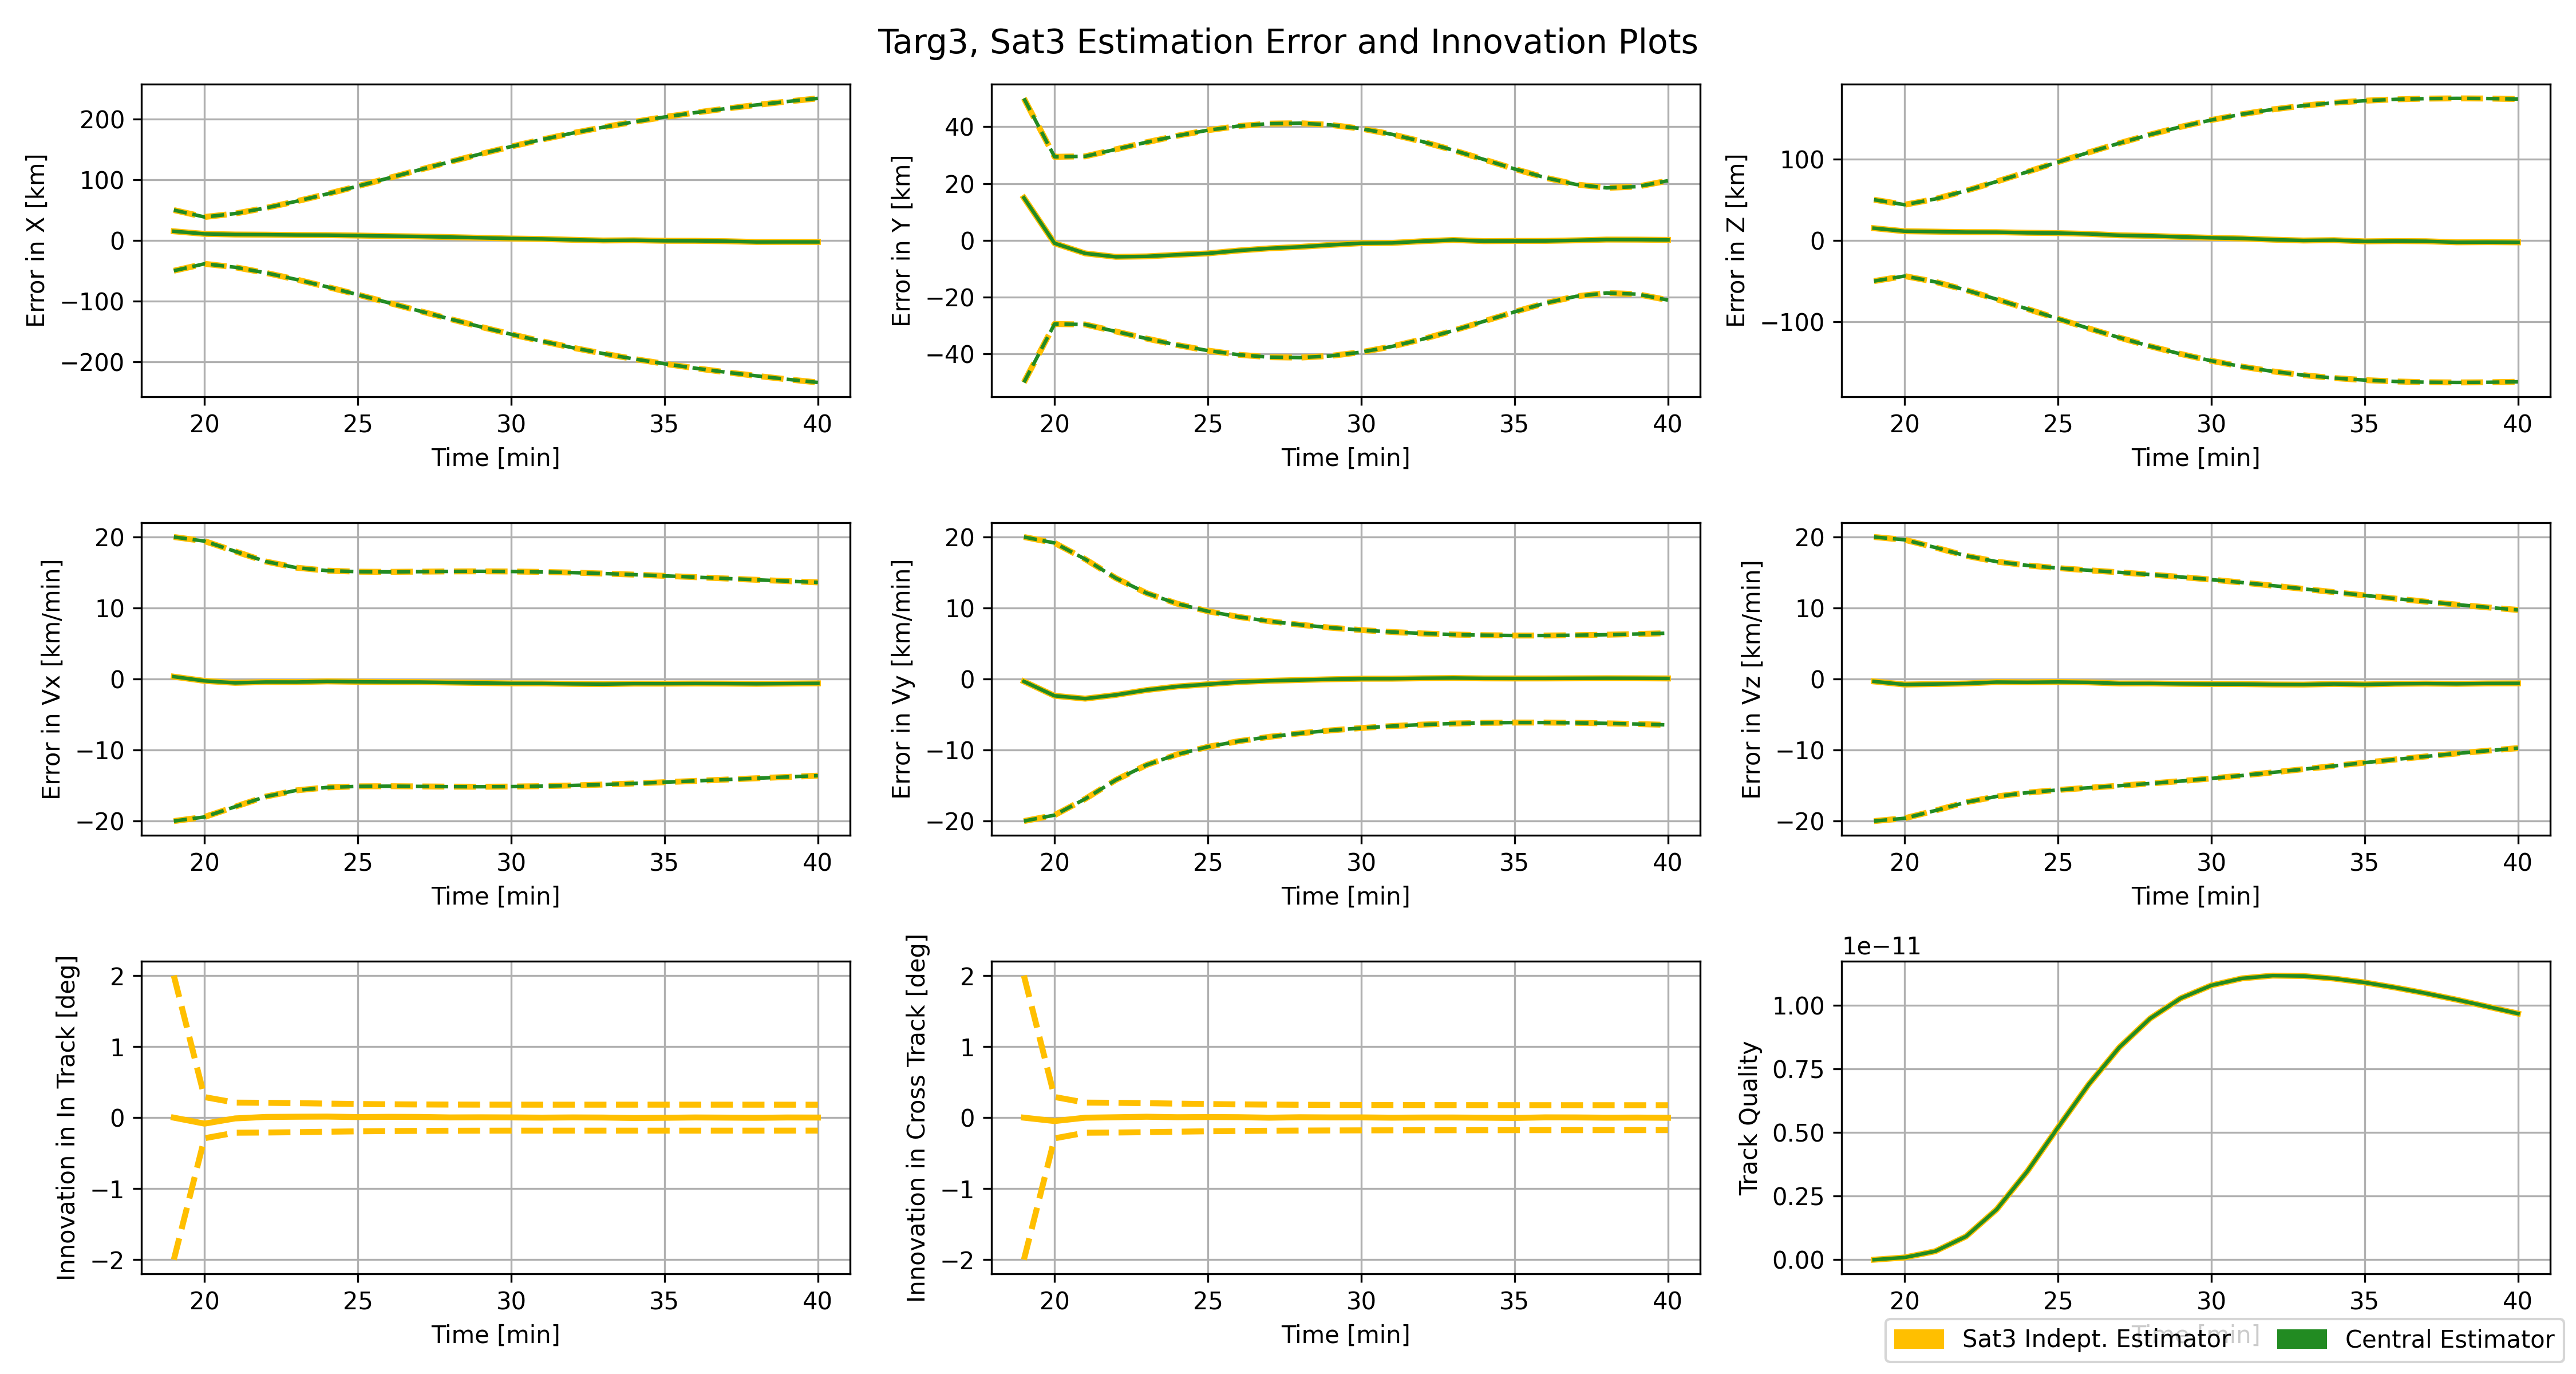 Targ3, Sat3 Estimation Error and Innovation Plots
Error in X [km]
200
100
0
−100
−200
20 25 30 35 40
Time [min]
Error in Y [km]
40
20
0
−20
−40
20 25 30 35 40
Time [min]
Error in Z [km]
100
0
−100
20 25 30 35 40
Time [min]
Error in Vx [km/min]
20
10
0
−10
−20
20 25 30 35 40
Time [min]
Error in Vy [km/min]
20
10
0
−10
−20
20 25 30 35 40
Time [min]
Error in Vz [km/min]
20
10
0
−10
−20
20 25 30 35 40
Time [min]
Innovation in In Track [deg]
2
1
0
−1
−2
20 25 30 35 40
Time [min]
Innovation in Cross Track [deg]
2
1
0
−1
−2
20 25 30 35 40
Time [min]
1e−11
Track Quality
1.00
0.75
0.50
0.25
0.00
20 25 30 35 40
Time [min]
Sat3 Indept. Estimator Central Estimator